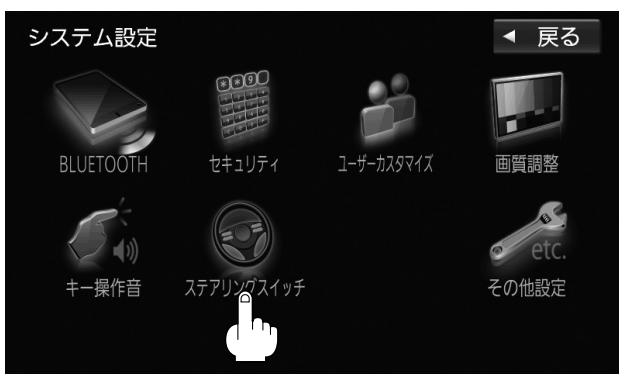 システム設定
戻る
* * 9
BLUETOOTH
セキュリティ
ユーザーカスタマイズ
画質調整
キー操作音
ステアリングスイッチ
etc.
その他設定